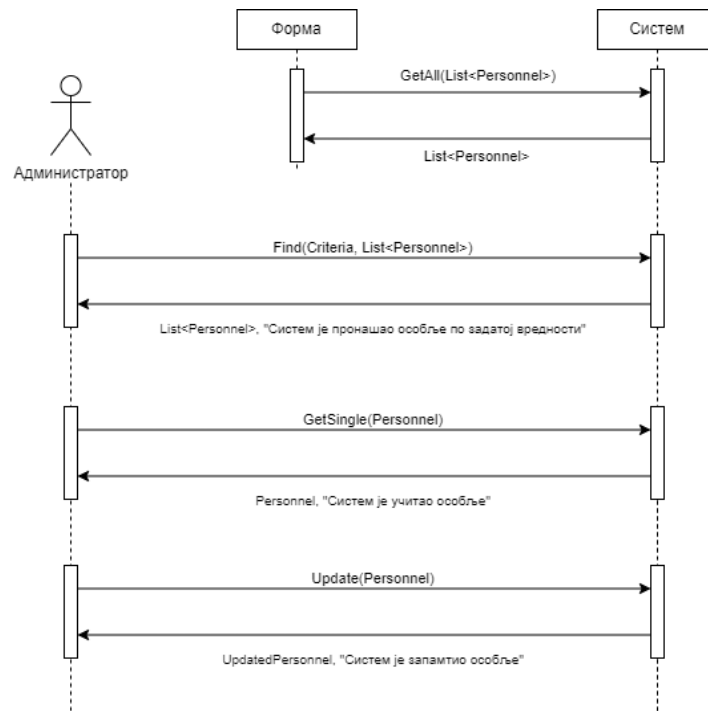 Форма
Систем
GetAll(List<Personnel>)
List<Personnel>
Администратор
Find(Criteria, List<Personnel>)
List<Personnel>, "Систем је пронашао особље по задатој вредности"
GetSingle(Personnel)
Personnel, "Систем је учитао особље"
Update(Personnel)
UpdatedPersonnel, "Систем је запамтио особље"